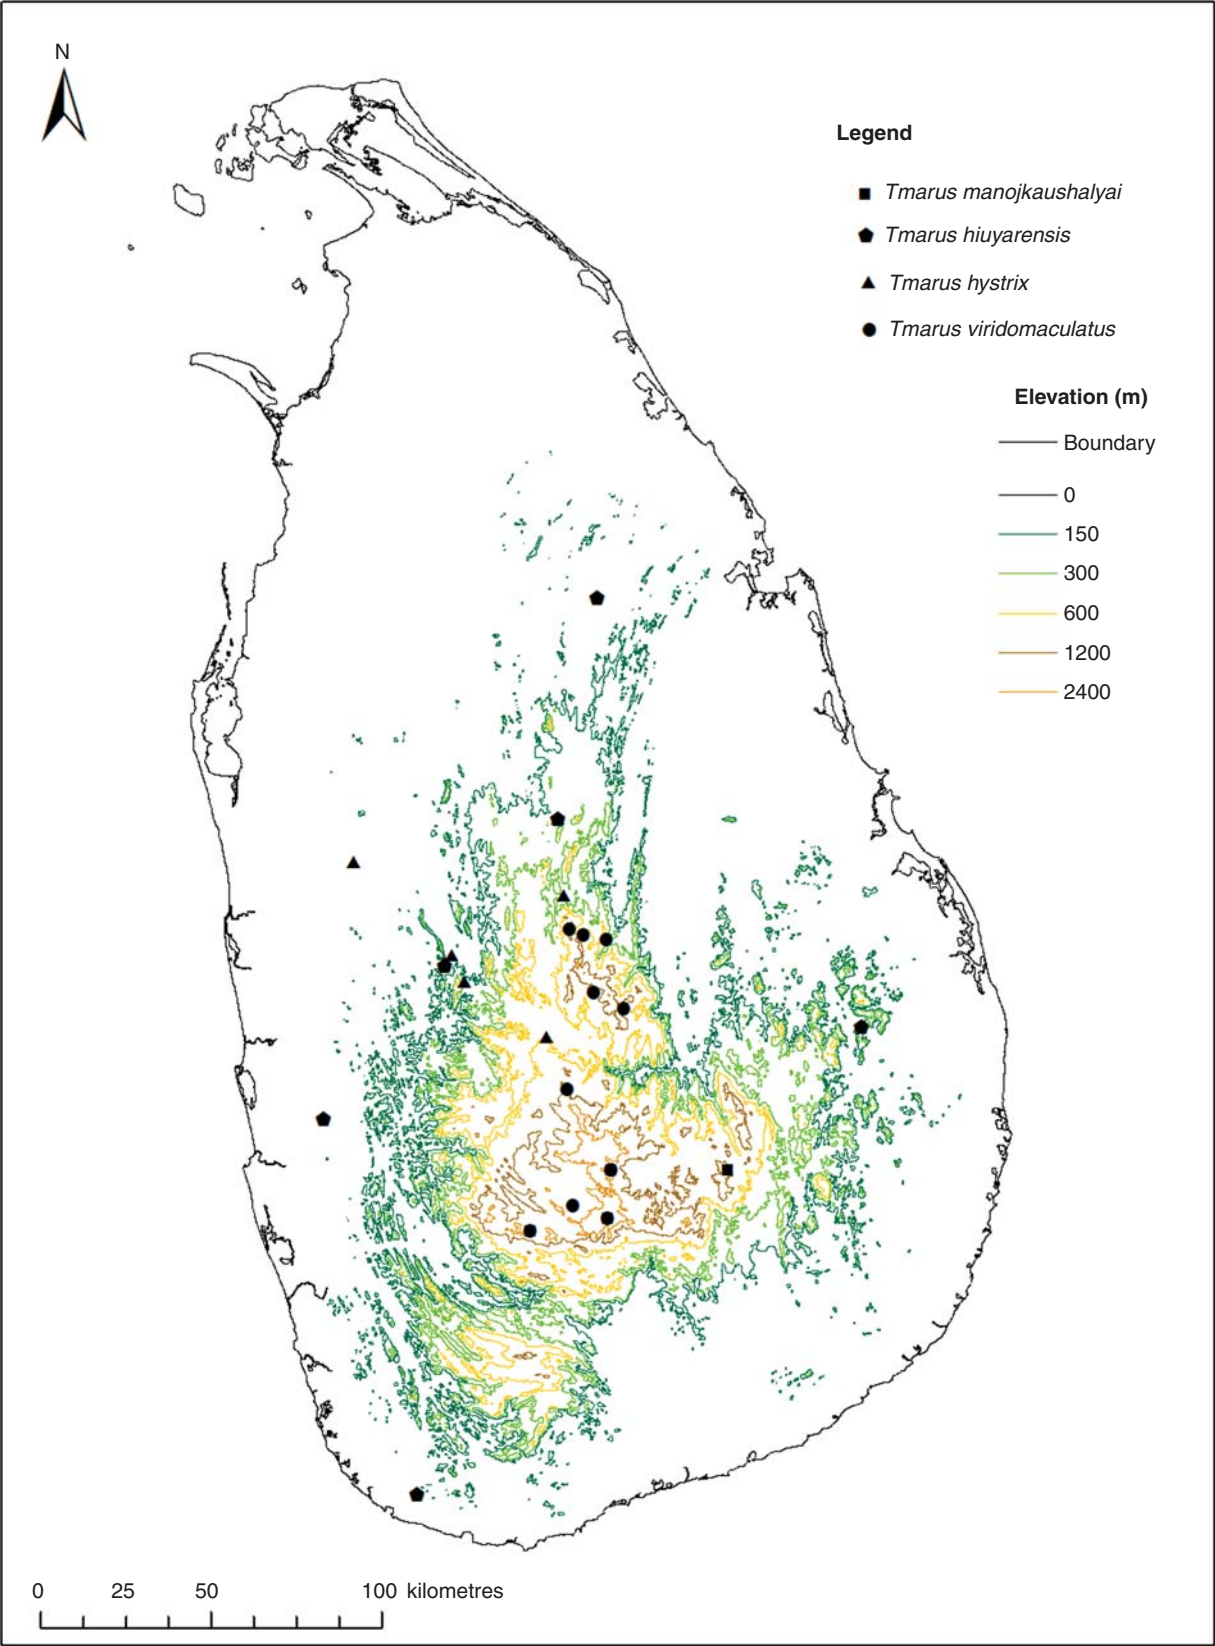 N
Legend
Tmarus manojkaushalyai
Tmarus hiuyarensis
Tmarus hystrix
Tmarus viridomaculatus
Elevation (m)
Boundary
0
150
300
600
1200
2400
0 25 50 100 kilometres